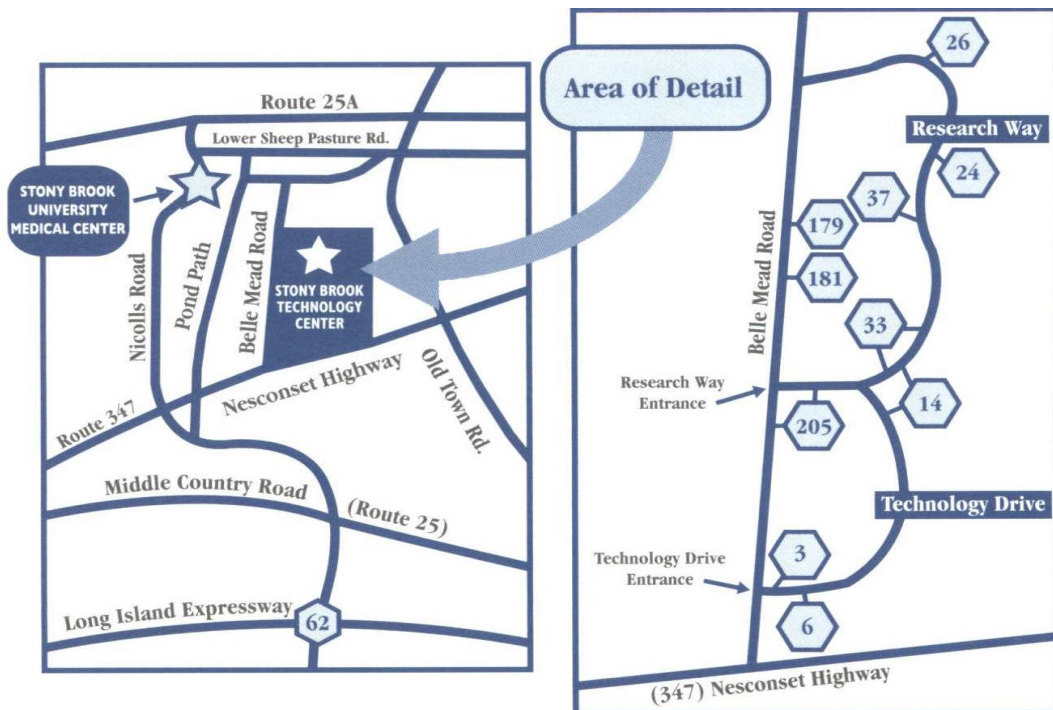 Area of Detail
Route 25A
Lower Sheep Pasture Rd.
STONY BROOK
UNIVERSITY
MEDICAL CENTER
Nicolls Road
Pond Path
Belle Mead Road
STONY BROOK
TECHNOLOGY
CENTER
Nesconset Highway
Old Town Rd.
Route 347
Middle Country Road
(Route 25)
Long Island Expressway
62
26
Research Way
24
37
179
181
Belle Mead Road
33
Research Way
Entrance
14
205
Technology Drive
Technology Drive
Entrance
3
6
(347) Nesconset Highway